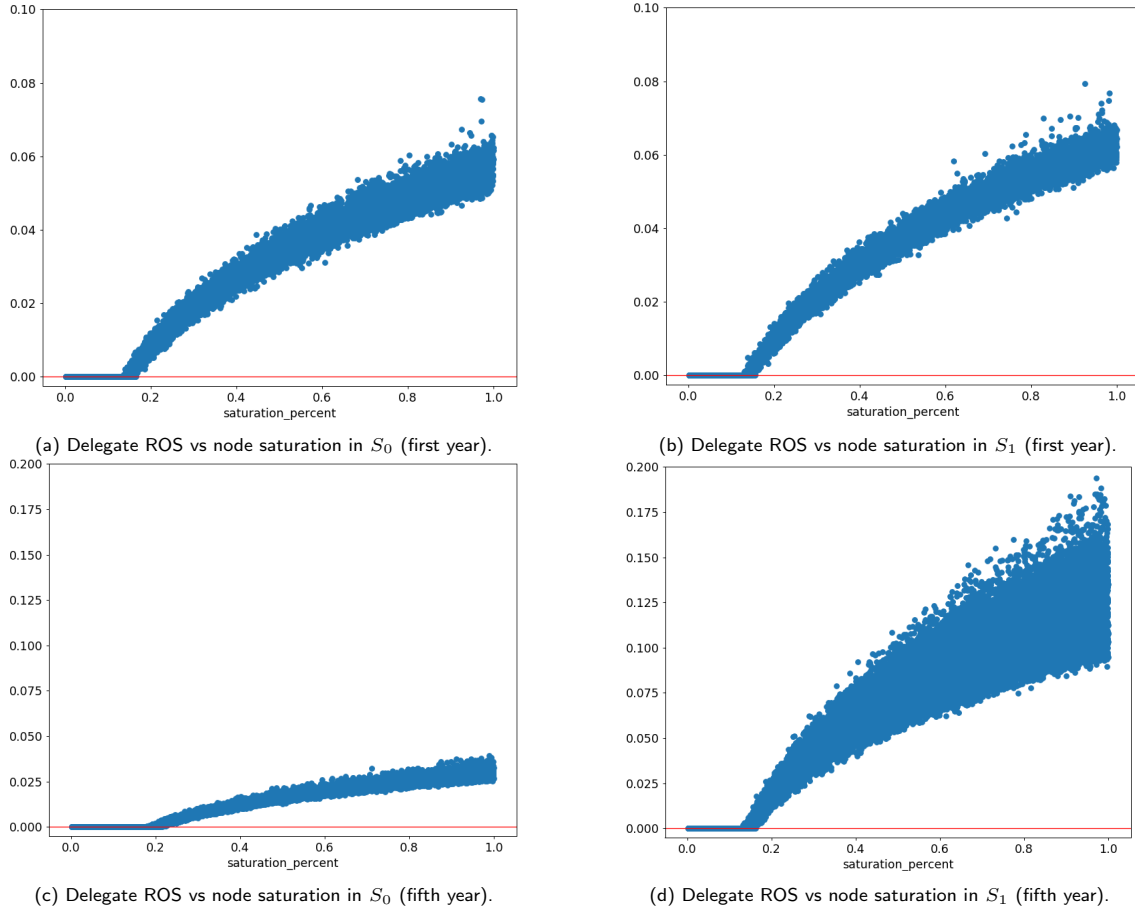 0.10
0.08
0.06
0.04
0.02
0.00
0.0 0.2 0.4 0.6 0.8 1.0
saturation_percent
(a) Delegate ROS vs node saturation in S₀ (first year).
0.10
0.08
0.06
0.04
0.02
0.00
0.0 0.2 0.4 0.6 0.8 1.0
saturation_percent
(b) Delegate ROS vs node saturation in S₁ (first year).
0.200
0.175
0.150
0.125
0.100
0.075
0.050
0.025
0.000
0.0 0.2 0.4 0.6 0.8 1.0
saturation_percent
(c) Delegate ROS vs node saturation in S₀ (fifth year).
0.200
0.175
0.150
0.125
0.100
0.075
0.050
0.025
0.000
0.0 0.2 0.4 0.6 0.8 1.0
saturation_percent
(d) Delegate ROS vs node saturation in S₁ (fifth year).